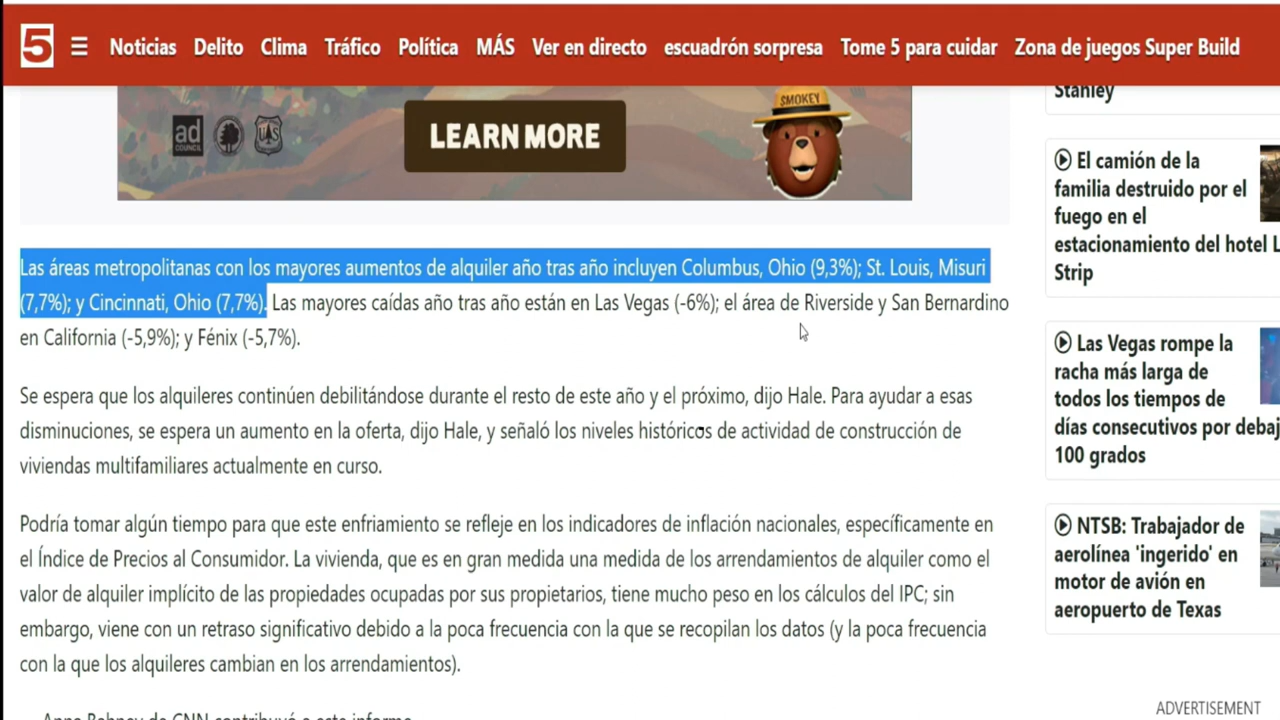 5
Noticias Delito Clima Tráfico Política MÁS Ver en directo escuadrón sorpresa Tome 5 para cuidar Zona de juegos Super Build
ad
COUNCIL
UAS
LEARN MORE
SMOKEY
Las áreas metropolitanas con los mayores aumentos de alquiler año tras año incluyen Columbus, Ohio (9,3%); St. Louis, Misuri
(7,7%); y Cincinnati, Ohio (7,7%). Las mayores caídas año tras año están en Las Vegas (-6%); el área de Riverside y San Bernardino
en California (-5,9%); y Fénix (-5,7%).
Se espera que los alquileres continúen debilitándose durante el resto de este año y el próximo, dijo Hale. Para ayudar a esas
disminuciones, se espera un aumento en la oferta, dijo Hale, y señaló los niveles históricos de actividad de construcción de
viviendas multifamiliares actualmente en curso.
Podría tomar algún tiempo para que este enfriamiento se refleje en los indicadores de inflación nacionales, específicamente en
el Índice de Precios al Consumidor. La vivienda, que es en gran medida una medida de los arrendamientos de alquiler como el
valor de alquiler implícito de las propiedades ocupadas por sus propietarios, tiene mucho peso en los cálculos del IPC; sin
embargo, viene con un retraso significativo debido a la poca frecuencia con la que se recopilan los datos (y la poca frecuencia
con la que los alquileres cambian en los arrendamientos).
Anna Bahney de CNN contribuyó a este informe
Stanley
El camión de la
familia destruido por el
fuego en el
estacionamiento del hotel L
Strip
Las Vegas rompe la
racha más larga de
todos los tiempos de
días consecutivos por debaj
100 grados
NTSB: Trabajador de
aerolínea 'ingerido' en
motor de avión en
aeropuerto de Texas
ADVERTISEMENT